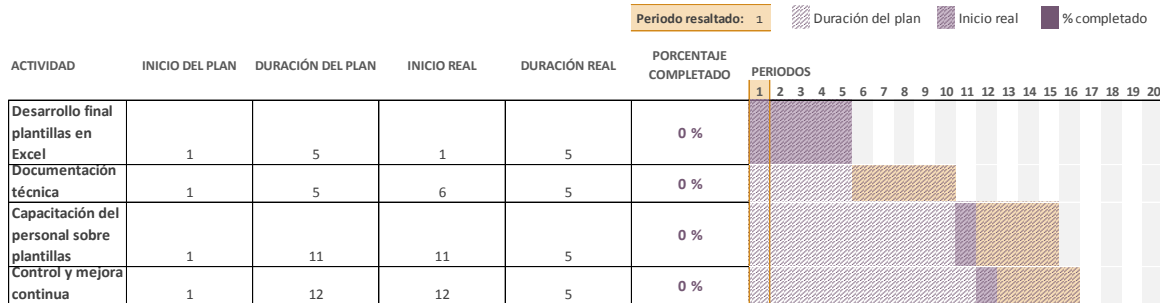 Periodo resaltado: 1 Duración del plan Inicio real % completado
ACTIVIDAD INICIO DEL PLAN DURACIÓN DEL PLAN INICIO REAL DURACIÓN REAL PORCENTAJE COMPLETADO PERIODOS
1 2 3 4 5 6 7 8 9 10 11 12 13 14 15 16 17 18 19 20
Desarrollo final
plantillas en
Excel 1 5 1 5 0 %
Documentación
técnica 1 5 6 5 0 %
Capacitación del
personal sobre
plantillas 1 11 11 5 0 %
Control y mejora
continua 1 12 12 5 0 %